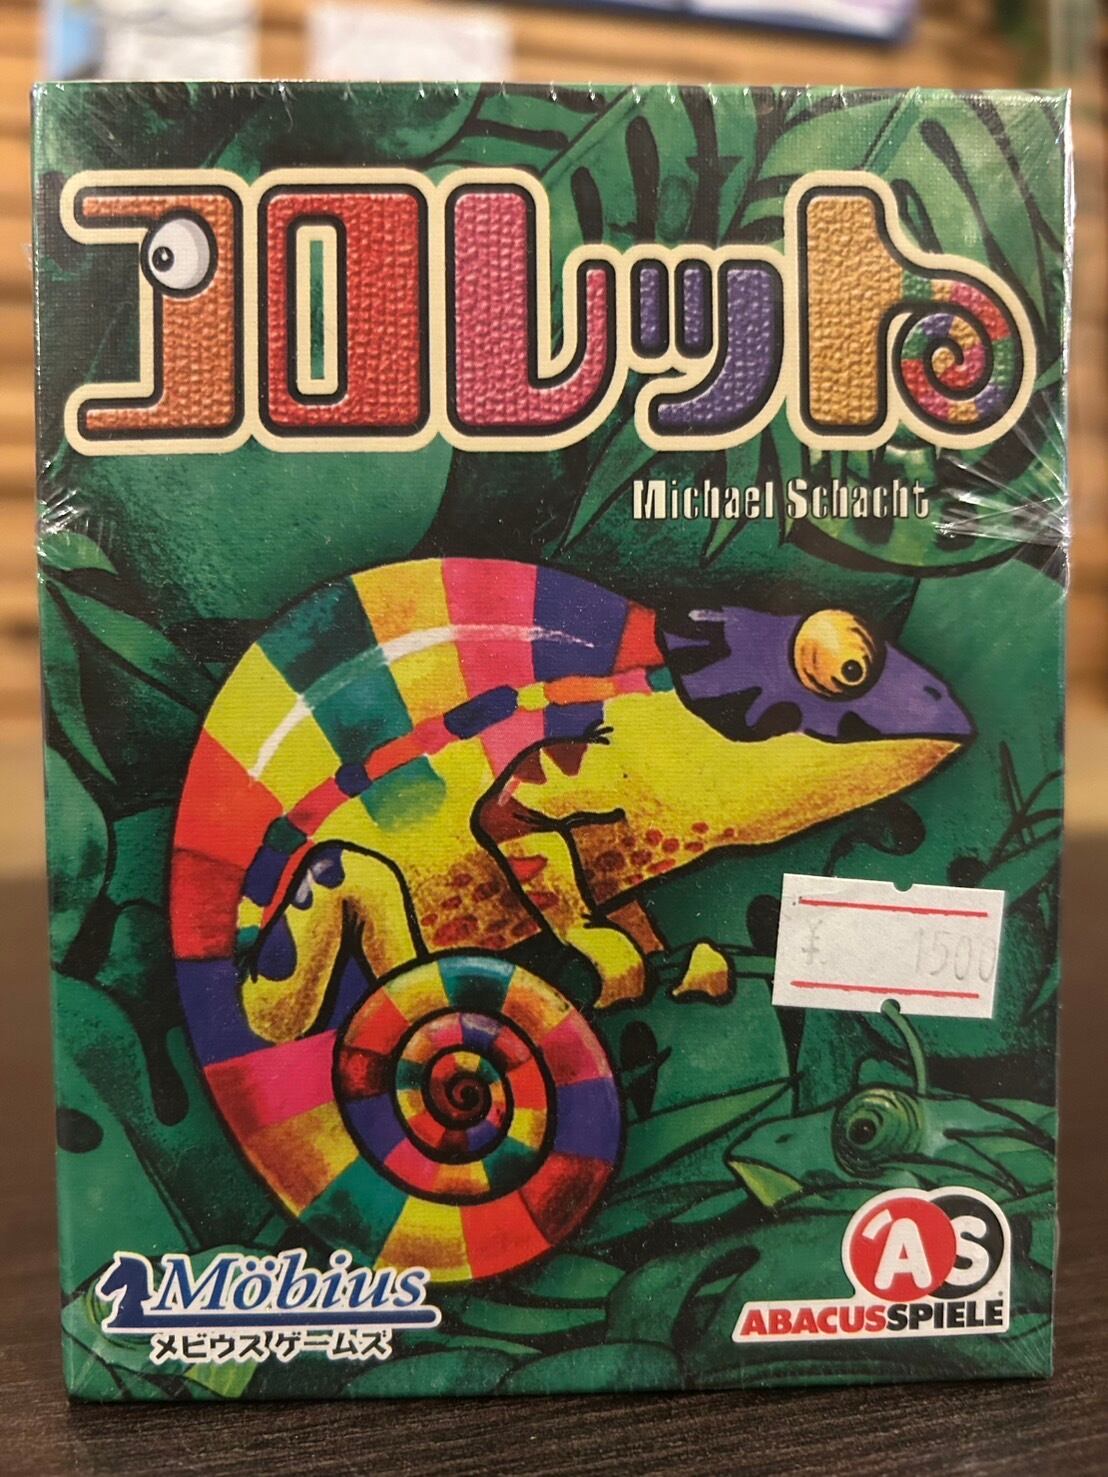 コロレット
Michael Schacht
¥ 1500
Möbius
メビウスゲームズ
AS
ABACUSSPIELE